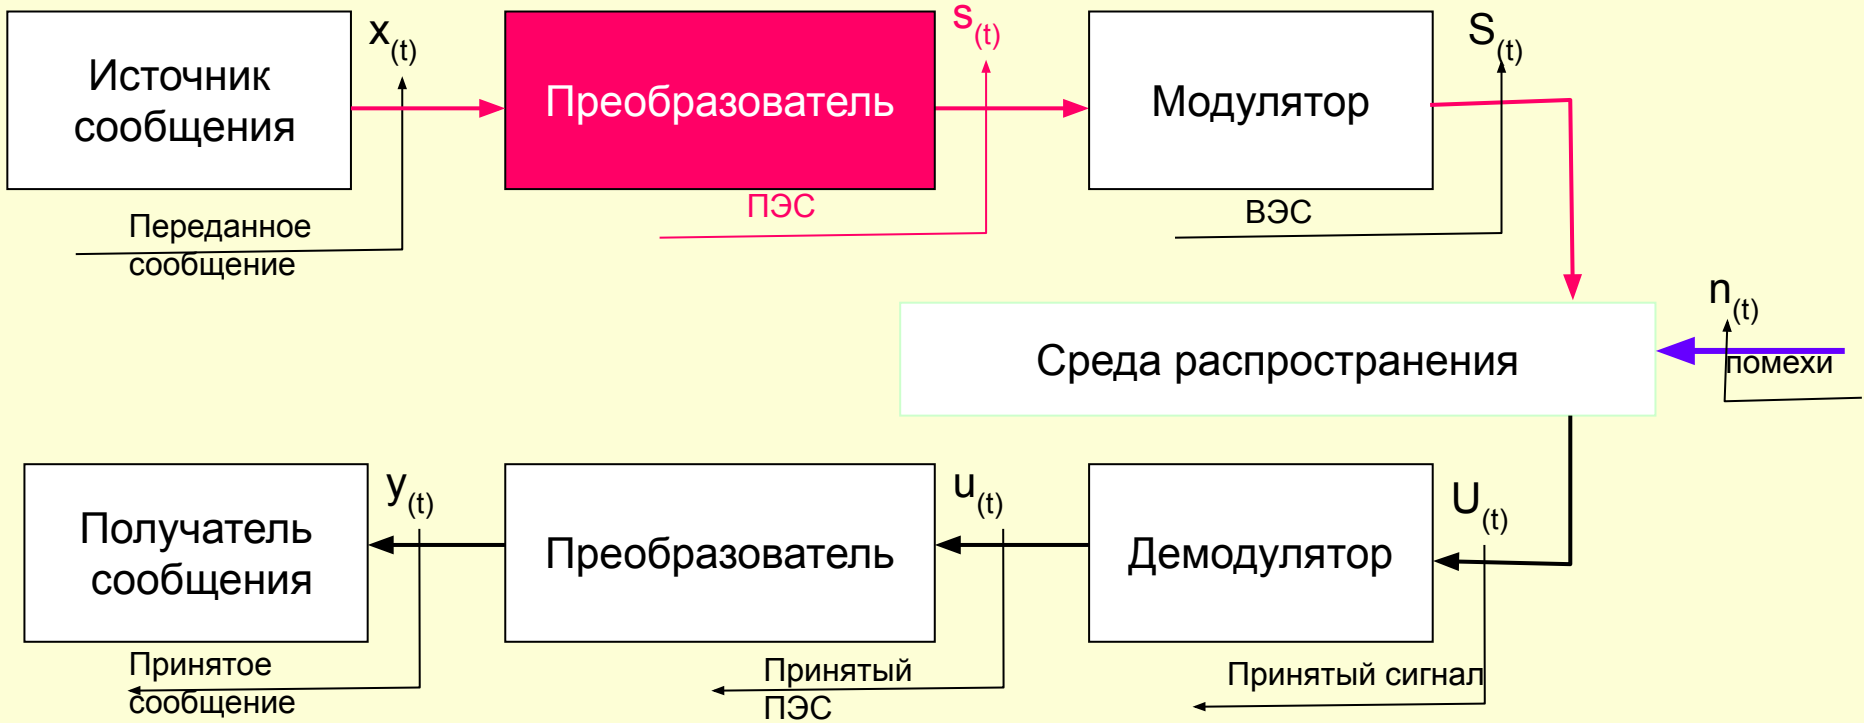 Источник
сообщения
x(t)
Преобразователь
s(t)
Модулятор
S(t)
Переданное
сообщение
ПЭС
ВЭС
Среда распространения
n(t)
помехи
Получатель
сообщения
y(t)
Преобразователь
u(t)
Демодулятор
U(t)
Принятое
сообщение
Принятый
ПЭС
Принятый сигнал